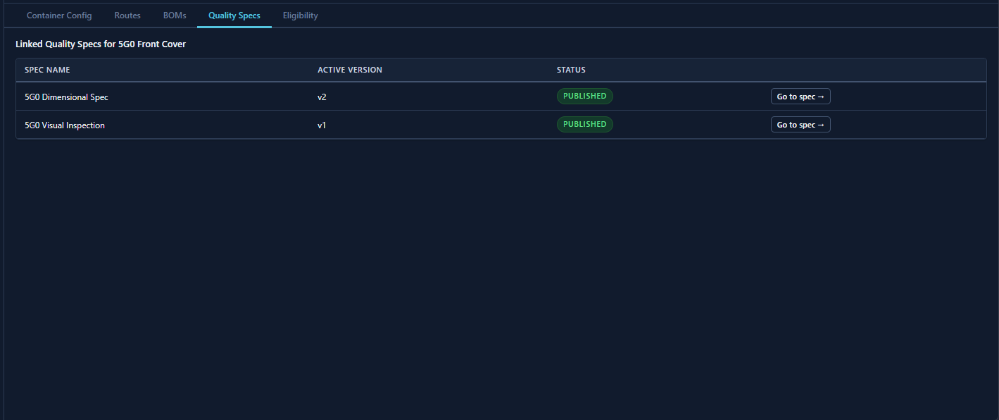 Container Config Routes BOMs Quality Specs Eligibility
Linked Quality Specs for 5G0 Front Cover
SPEC NAME ACTIVE VERSION STATUS
5G0 Dimensional Spec v2 PUBLISHED Go to spec →
5G0 Visual Inspection v1 PUBLISHED Go to spec →